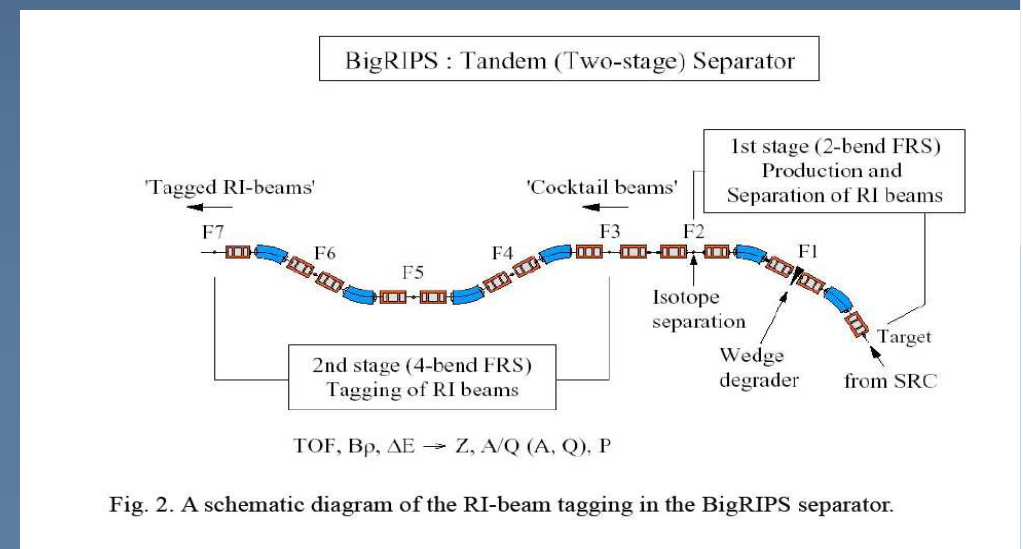 BigRIPS : Tandem (Two-stage) Separator
1st stage (2-bend FRS)
Production and
Separation of RI beams
'Tagged RI-beams'
'Cocktail beams'
F7
F6
F5
F4
F3
F2
F1
Isotope
separation
Wedge
degrader
Target
from SRC
2nd stage (4-bend FRS)
Tagging of RI beams
TOF, Bρ, ΔE → Z, A/Q (A, Q), P
Fig. 2. A schematic diagram of the RI-beam tagging in the BigRIPS separator.